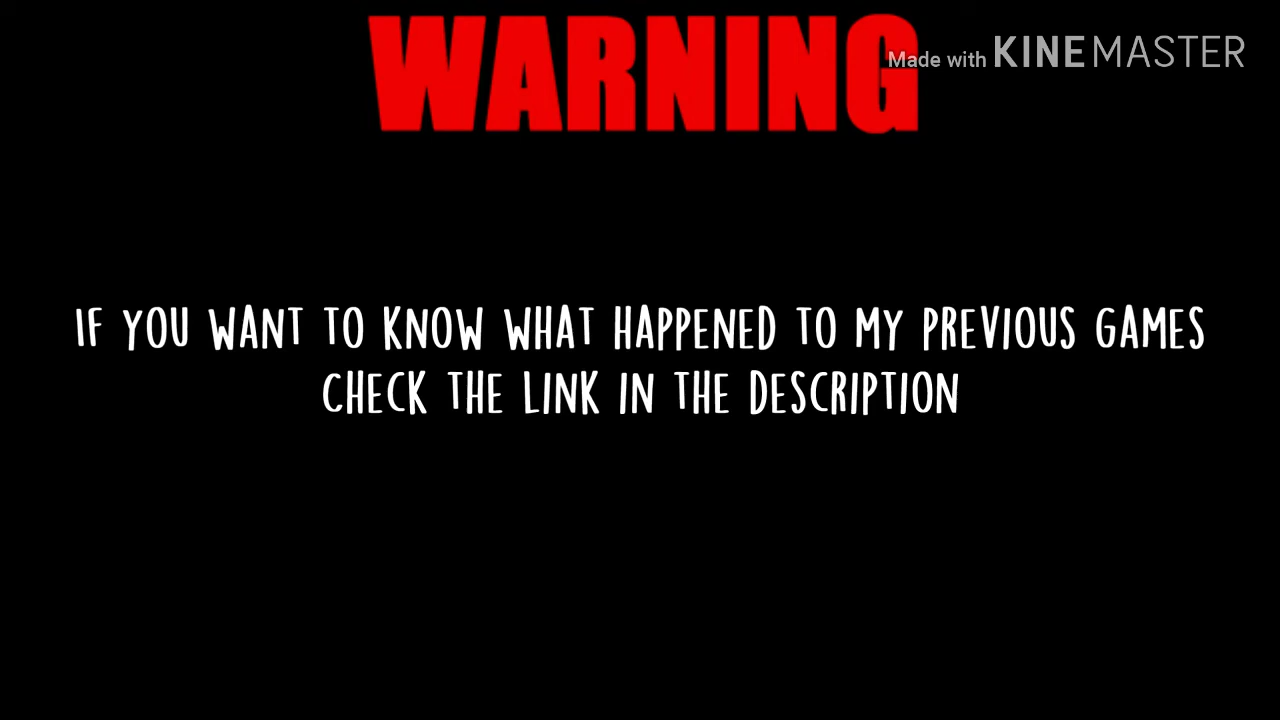 WARNING
Made with KINEMASTER
IF YOU WANT TO KNOW WHAT HAPPENED TO MY PREVIOUS GAMES
CHECK THE LINK IN THE DESCRIPTION